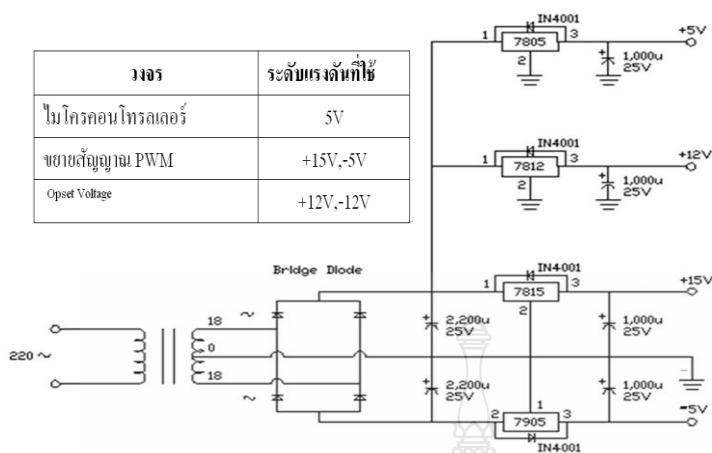 วงจร ระดับแรงดันที่ใช้
ไมโครคอนโทรลเลอร์ 5V
ขยายสัญญาณ PWM +15V,-5V
Opset Voltage +12V,-12V
IN4001
1 7805 3
2
+5V
+
1,000u
25V
IN4001
1 7812 3
2
+12V
+
1,000u
25V
Bridge Diode
IN4001
1 7815 3
2
+15V
220 ~
18
0
18
~
~
+
2,200u
25V
+
1,000u
25V
+
2,200u
25V
+
1,000u
25V
1
2 7905 3
-5V
IN4001